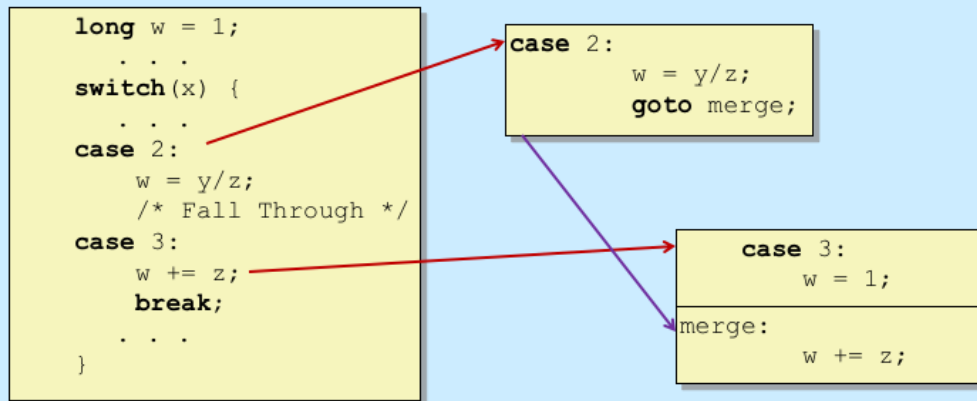 long w = 1;
. . .
switch(x) {
. . .
case 2:
w = y/z;
/* Fall Through */
case 3:
w += z;
break;
. . .
}
case 2:
w = y/z;
goto merge;
case 3:
w = 1;
merge:
w += z;